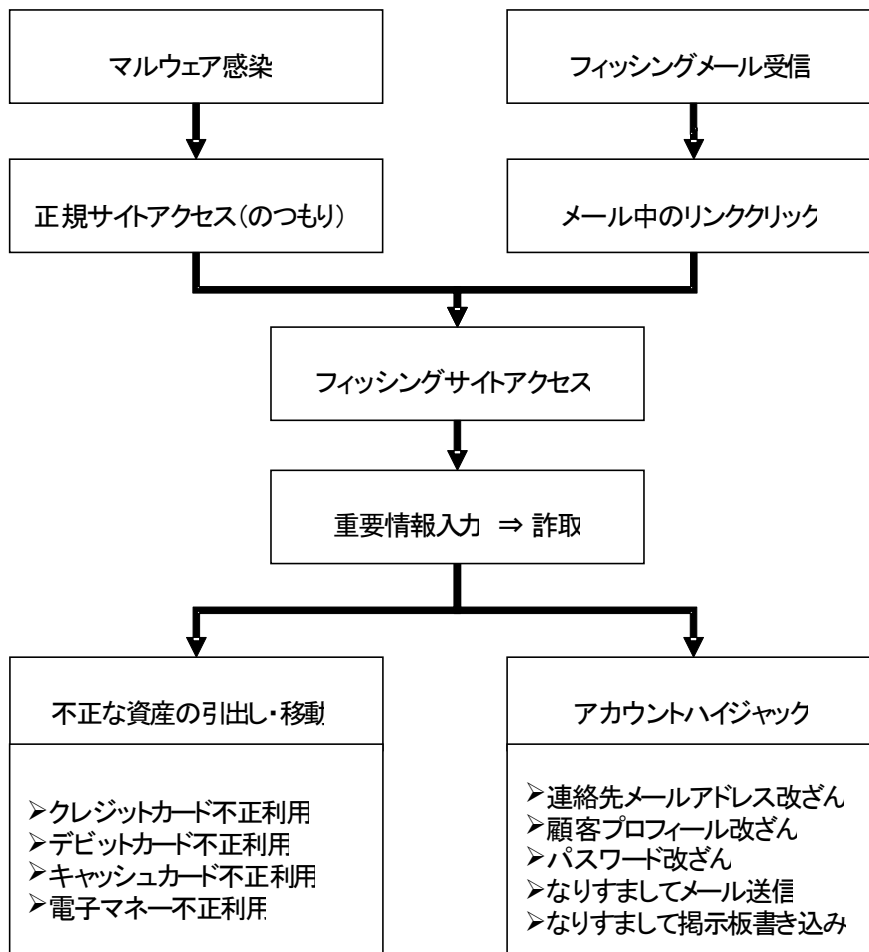 マルウェア感染
フィッシングメール受信
正規サイトアクセス(のつもり)
メール中のリンククリック
フィッシングサイトアクセス
重要情報入力 ⇒ 詐取
不正な資産の引出し・移動
➢クレジットカード不正利用
➢デビットカード不正利用
➢キャッシュカード不正利用
➢電子マネー不正利用
アカウントハイジャック
➢連絡先メールアドレス改ざん
➢顧客プロフィール改ざん
➢パスワード改ざん
➢なりすましてメール送信
➢なりすまして掲示板書き込み